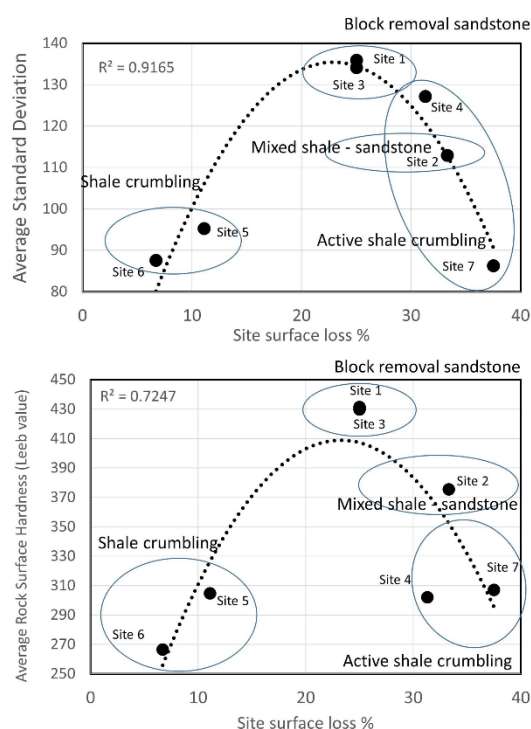 Block removal sandstone
140
130
120
110
100
90
80
Average Standard Deviation
R² = 0.9165
Site 1
Site 3
Site 4
Mixed shale - sandstone
Site 2
Shale crumbling
Site 5
Site 6
Active shale crumbling
Site 7
0
10
20
30
40
Site surface loss %
Block removal sandstone
450
430
410
390
370
350
330
310
290
270
250
Average Rock Surface Hardness (Leeb value)
R² = 0.7247
Site 1
Site 3
Site 2
Mixed shale - sandstone
Shale crumbling
Site 5
Site 6
Site 4
Site 7
Active shale crumbling
0
10
20
30
40
Site surface loss %